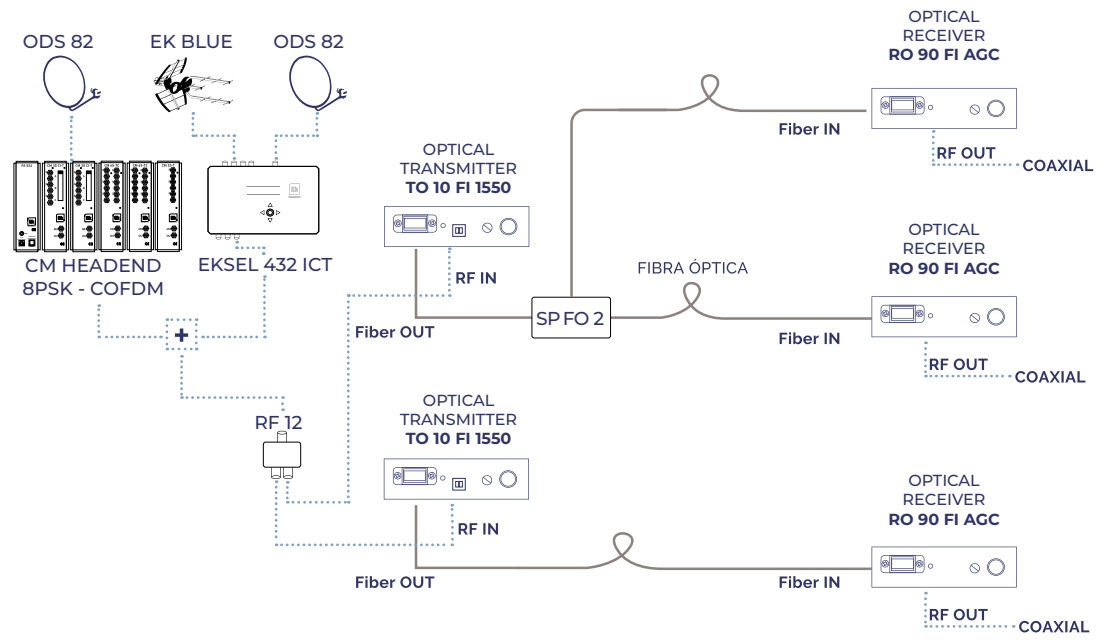 ODS 82
EK BLUE
ODS 82
CM HEADEND
8PSK - COFDM
EKSEL 432 ICT
+
RF 12
OPTICAL
TRANSMITTER
TO 10 FI 1550
RF IN
Fiber OUT
SP FO 2
FIBRA ÓPTICA
OPTICAL
RECEIVER
RO 90 FI AGC
Fiber IN
RF OUT
COAXIAL
OPTICAL
RECEIVER
RO 90 FI AGC
Fiber IN
RF OUT
COAXIAL
OPTICAL
TRANSMITTER
TO 10 FI 1550
RF IN
Fiber OUT
OPTICAL
RECEIVER
RO 90 FI AGC
Fiber IN
RF OUT
COAXIAL